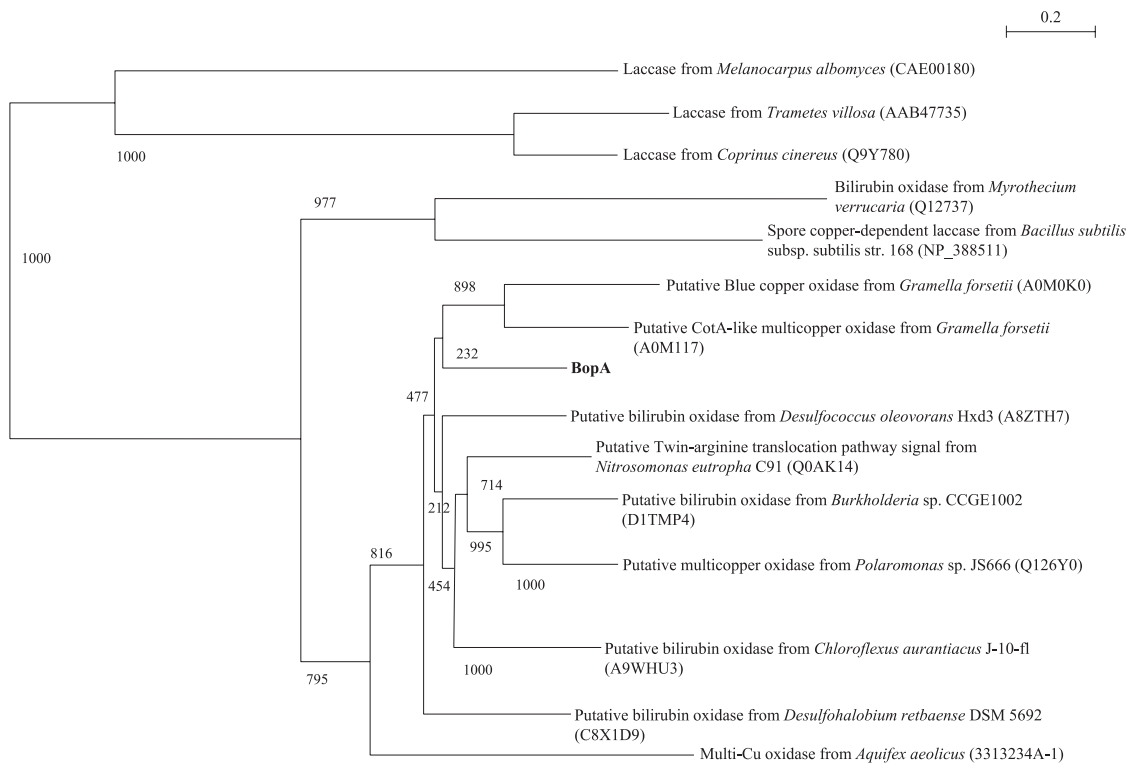 0.2
Laccase from Melanocarpus albomyces (CAE00180)
Laccase from Trametes villosa (AAB47735)
1000
Laccase from Coprinus cinereus (Q9Y780)
Bilirubin oxidase from Myrothecium
verrucaria (Q12737)
977
Spore copper-dependent laccase from Bacillus subtilis
subsp. subtilis str. 168 (NP_388511)
1000
898
Putative Blue copper oxidase from Gramella forsetii (A0M0K0)
Putative CotA-like multicopper oxidase from Gramella forsetii
(A0M117)
232
BopA
477
Putative bilirubin oxidase from Desulfococcus oleovorans Hxd3 (A8ZTH7)
Putative Twin-arginine translocation pathway signal from
Nitrosomonas eutropha C91 (Q0AK14)
714
212
Putative bilirubin oxidase from Burkholderia sp. CCGE1002
(D1TMP4)
995
816
454
Putative multicopper oxidase from Polaromonas sp. JS666 (Q126Y0)
1000
Putative bilirubin oxidase from Chloroflexus aurantiacus J-10-fl
(A9WHU3)
1000
795
Putative bilirubin oxidase from Desulfohalobium retbaense DSM 5692
(C8X1D9)
Multi-Cu oxidase from Aquifex aeolicus (3313234A-1)